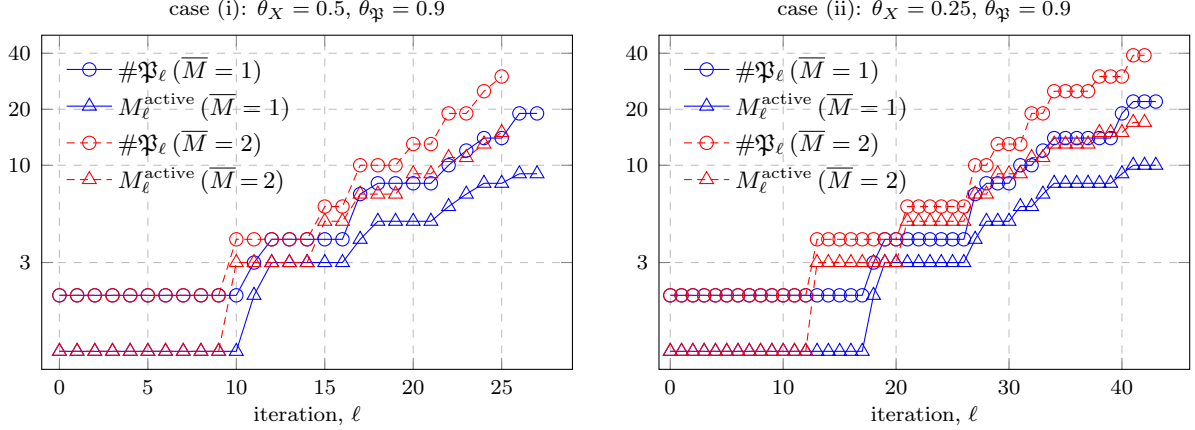 case (i): θ_X = 0.5, θ_𝔓 = 0.9
40
20
10
3
#𝔓_ℓ (M̅ = 1)
M_ℓ^active (M̅ = 1)
#𝔓_ℓ (M̅ = 2)
M_ℓ^active (M̅ = 2)
0 5 10 15 20 25
iteration, ℓ
case (ii): θ_X = 0.25, θ_𝔓 = 0.9
40
20
10
3
#𝔓_ℓ (M̅ = 1)
M_ℓ^active (M̅ = 1)
#𝔓_ℓ (M̅ = 2)
M_ℓ^active (M̅ = 2)
0 10 20 30 40
iteration, ℓ